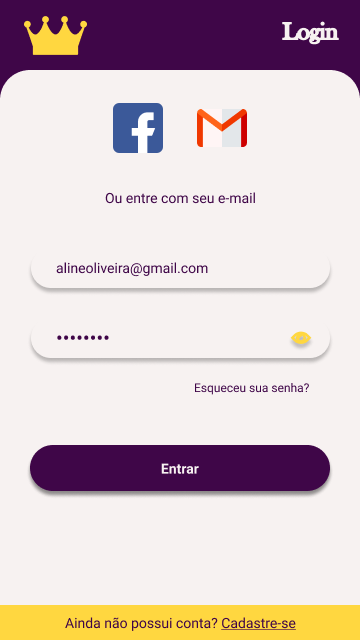 Login
Ou entre com seu e-mail
alineoliveira@gmail.com
••••••••
Esqueceu sua senha?
Entrar
Ainda não possui conta? Cadastre-se